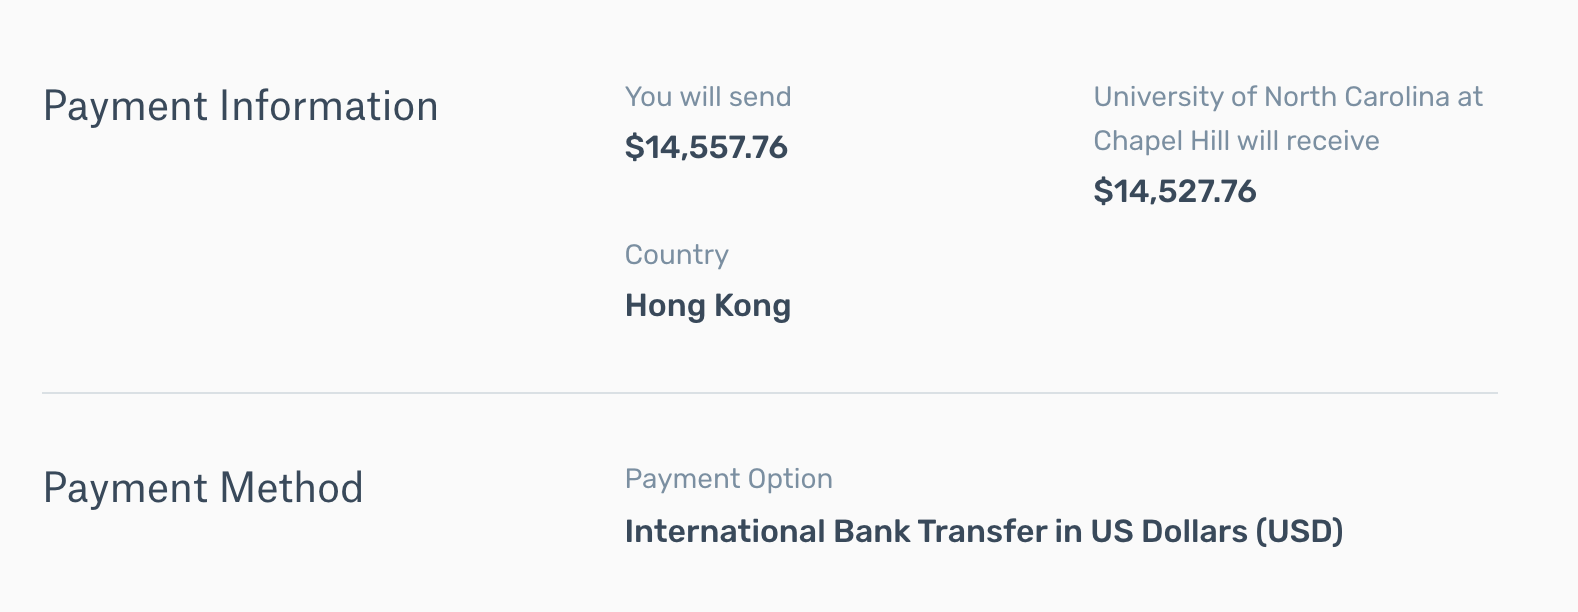 Payment Information
You will send
$14,557.76
University of North Carolina at
Chapel Hill will receive
$14,527.76
Country
Hong Kong
Payment Method
Payment Option
International Bank Transfer in US Dollars (USD)